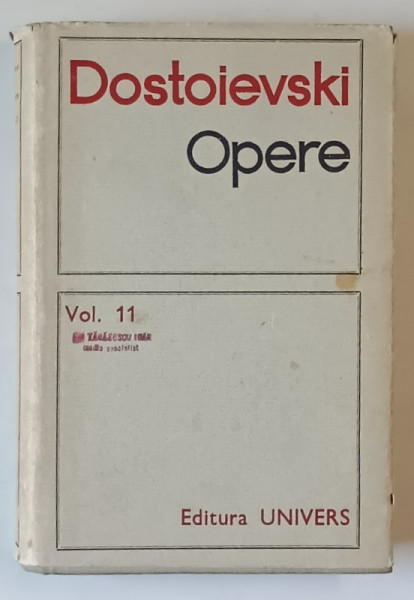 Dostoievski
Opere
Vol. 11
Editura UNIVERS